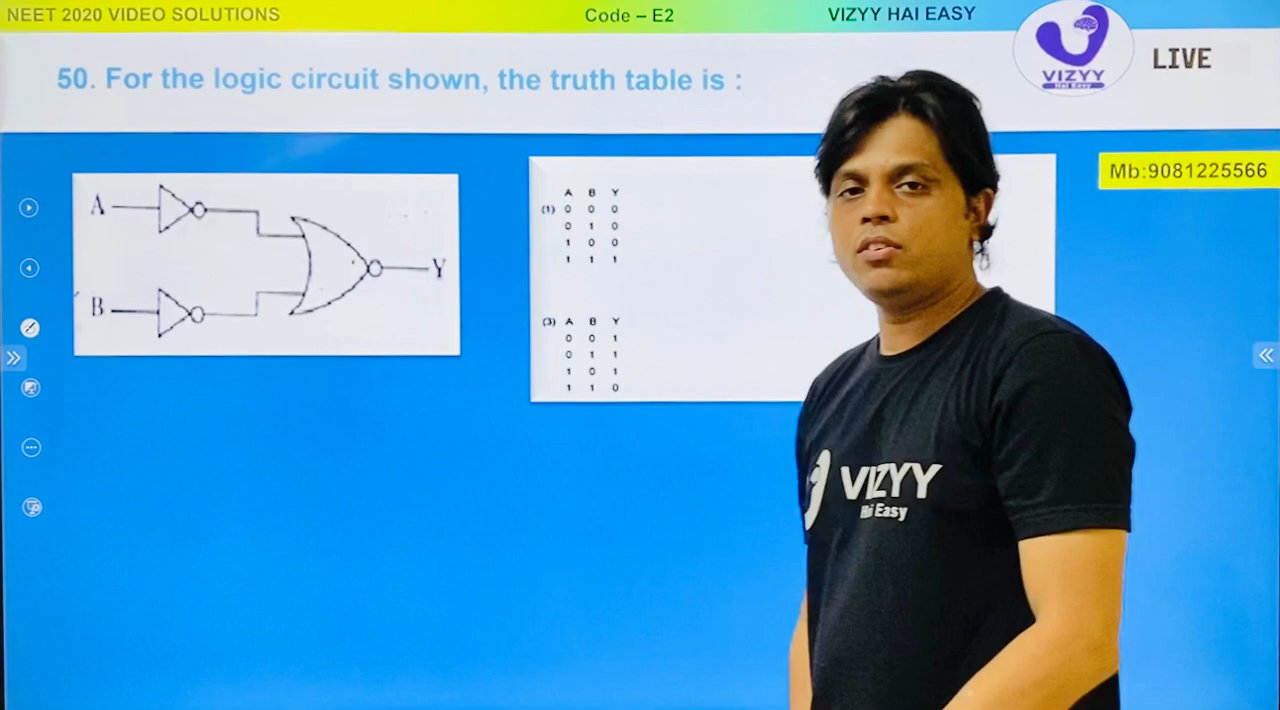 NEET 2020 VIDEO SOLUTIONS
Code – E2
VIZYY HAI EASY
VIZYY
Hai Easy
LIVE
50. For the logic circuit shown, the truth table is :
Mb:9081225566
A
B
Y
A B Y
(1) 0 0 0
0 1 0
1 0 0
1 1 1
(3) A B Y
0 0 1
0 1 1
1 0 1
1 1 0
VIZYY
Hai Easy